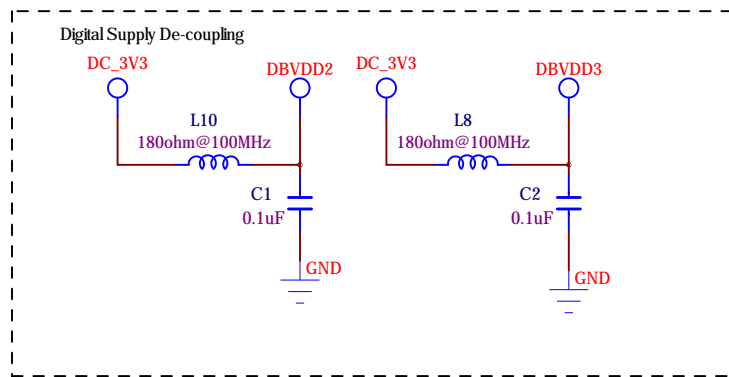 Digital Supply De-coupling
DC_3V3
DBVDD2
DC_3V3
DBVDD3
L10
180ohm@100MHz
L8
180ohm@100MHz
C1
0.1uF
C2
0.1uF
GND
GND